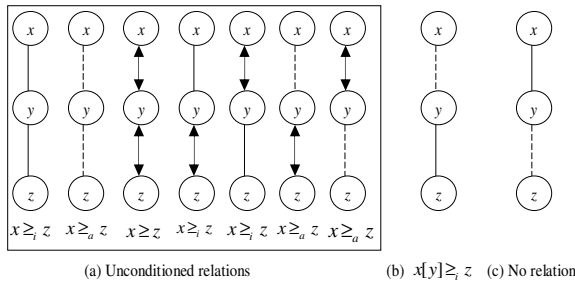 x x x x x x x x x
y y y y y y y y y
z z z z z z z z z
x ≥ᵢ z x ≥ₐ z x ≥ z x ≥ᵢ z x ≥ᵢ z x ≥ₐ z x ≥ₐ z
(a) Unconditioned relations (b) x[y] ≥ᵢ z (c) No relation